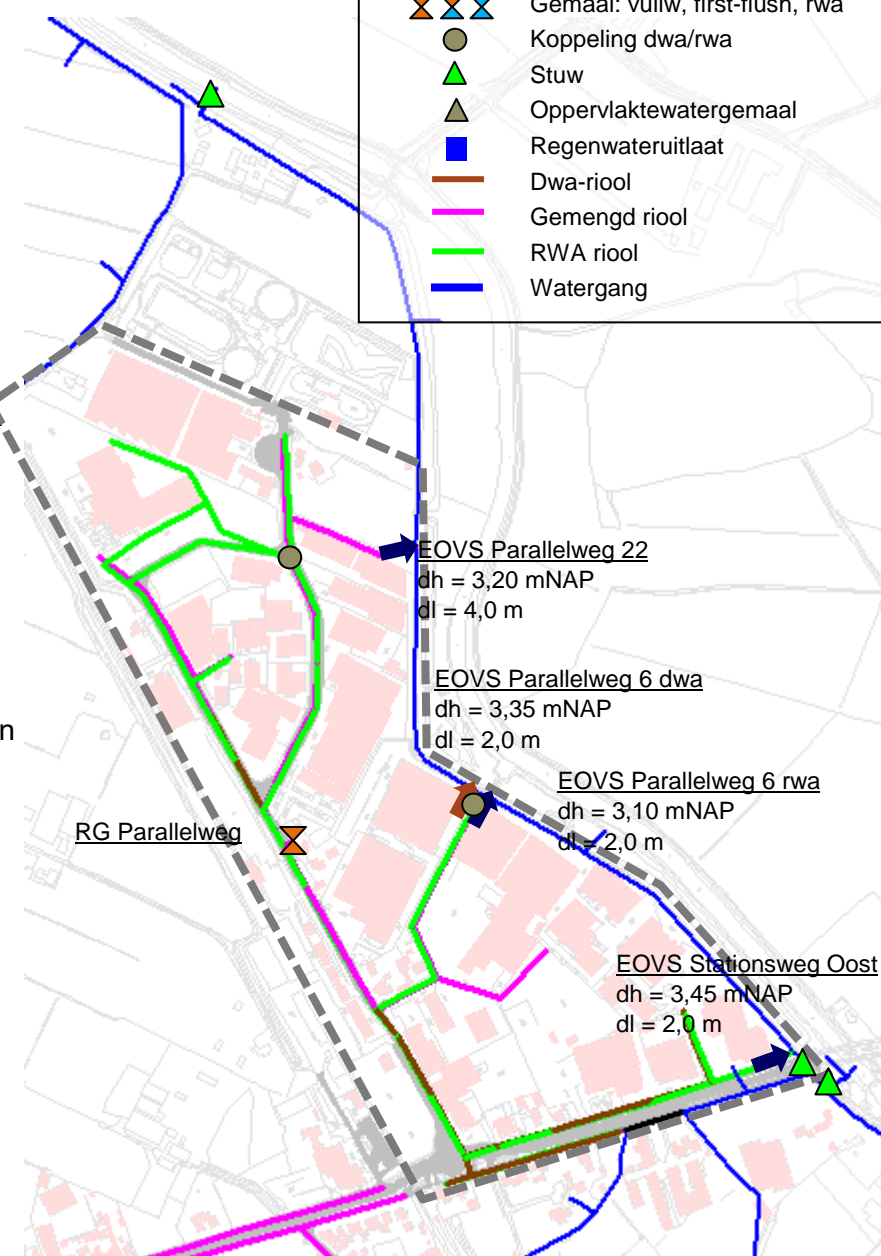 Gemaal: vuilw, first-flush, rwa
Koppeling dwa/rwa
Stuw
Oppervlaktewatergemaal
Regenwateruitlaat
Dwa-riool
Gemengd riool
RWA riool
Watergang
EOVS Parallelweg 22
dh = 3,20 mNAP
dl = 4,0 m
EOVS Parallelweg 6 dwa
dh = 3,35 mNAP
dl = 2,0 m
n
EOVS Parallelweg 6 rwa
dh = 3,10 mNAP
dl = 2,0 m
RG Parallelweg
EOVS Stationsweg Oost
dh = 3,45 mNAP
dl = 2,0 m